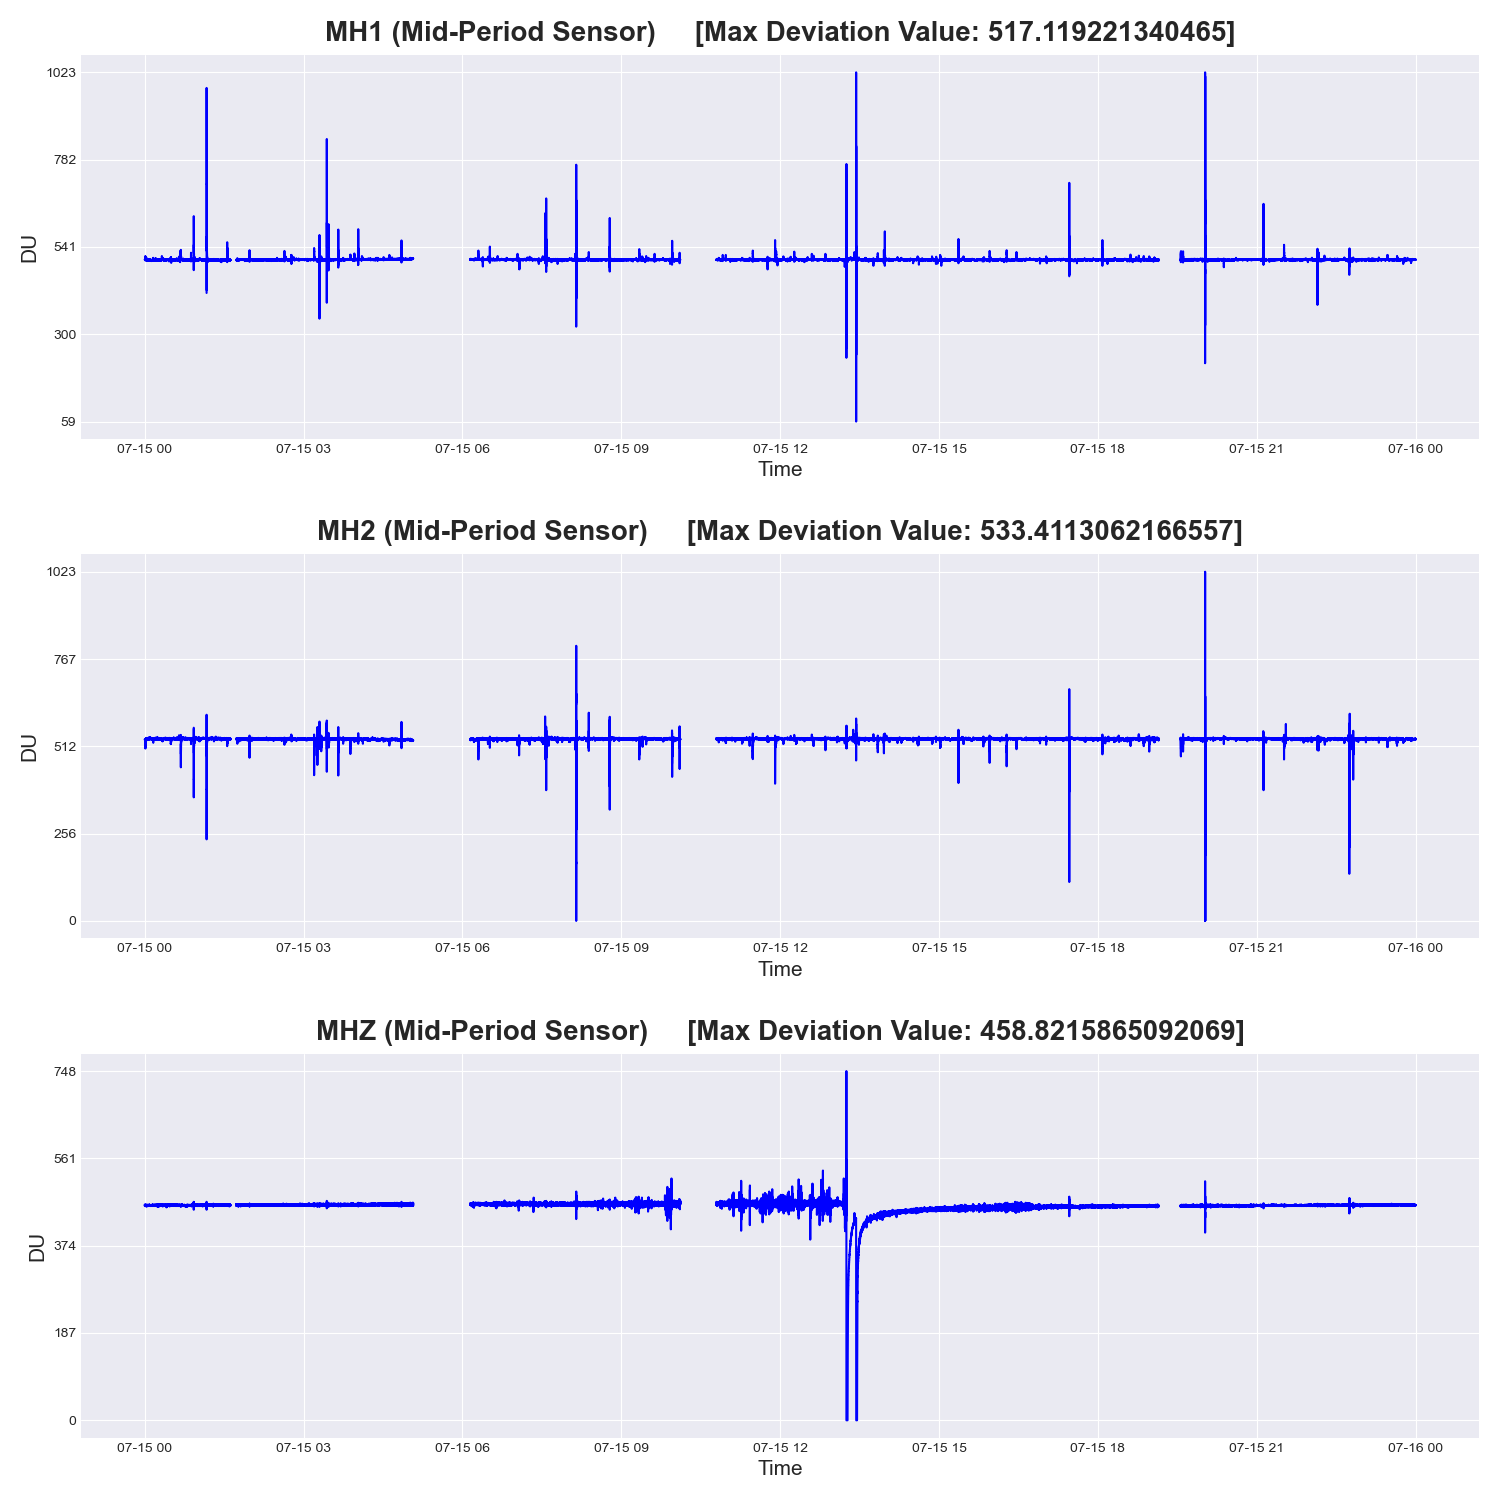 MH1 (Mid-Period Sensor) [Max Deviation Value: 517.119221340465]
1023
782
541
300
59
DU
07-15 00 07-15 03 07-15 06 07-15 09 07-15 12 07-15 15 07-15 18 07-15 21 07-16 00
Time
MH2 (Mid-Period Sensor) [Max Deviation Value: 533.4113062166557]
1023
767
512
256
0
DU
07-15 00 07-15 03 07-15 06 07-15 09 07-15 12 07-15 15 07-15 18 07-15 21 07-16 00
Time
MHZ (Mid-Period Sensor) [Max Deviation Value: 458.8215865092069]
748
561
374
187
0
DU
07-15 00 07-15 03 07-15 06 07-15 09 07-15 12 07-15 15 07-15 18 07-15 21 07-16 00
Time